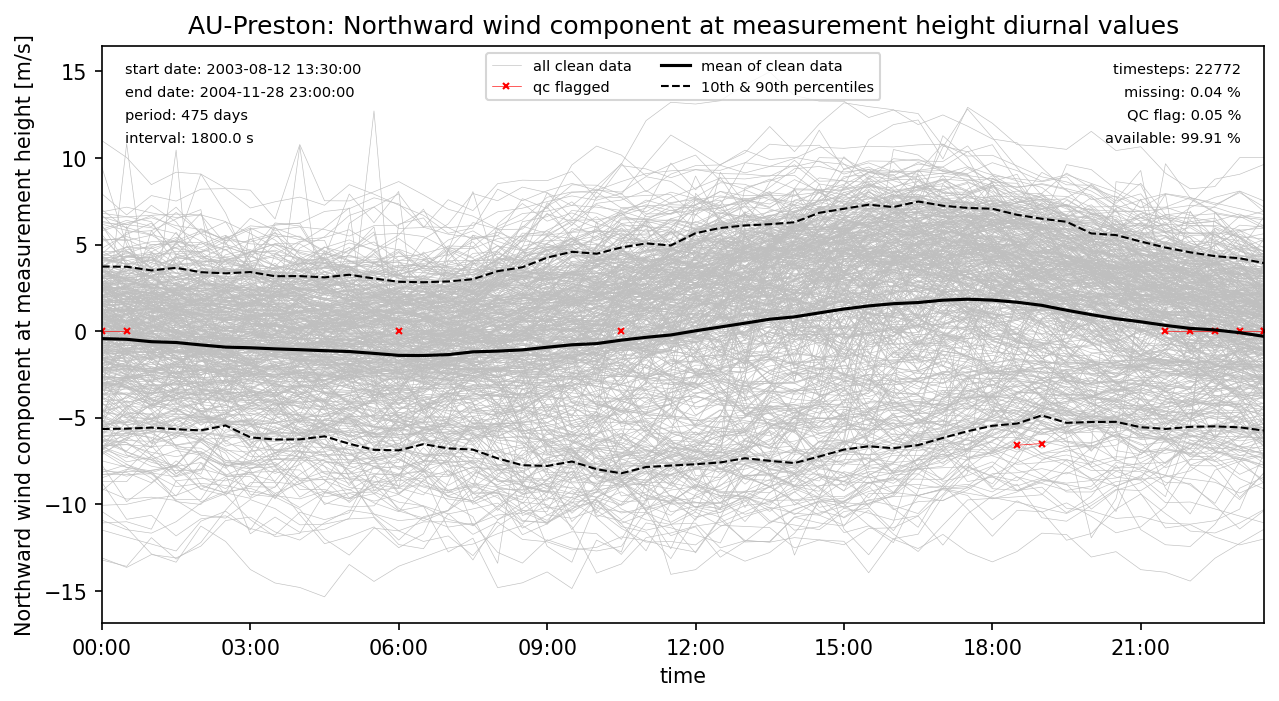 AU-Preston: Northward wind component at measurement height diurnal values
start date: 2003-08-12 13:30:00
end date: 2004-11-28 23:00:00
period: 475 days
interval: 1800.0 s
all clean data
qc flagged
mean of clean data
10th & 90th percentiles
timesteps: 22772
missing: 0.04 %
QC flag: 0.05 %
available: 99.91 %
Northward wind component at measurement height [m/s]
15
10
5
0
−5
−10
−15
00:00
03:00
06:00
09:00
12:00
15:00
18:00
21:00
time